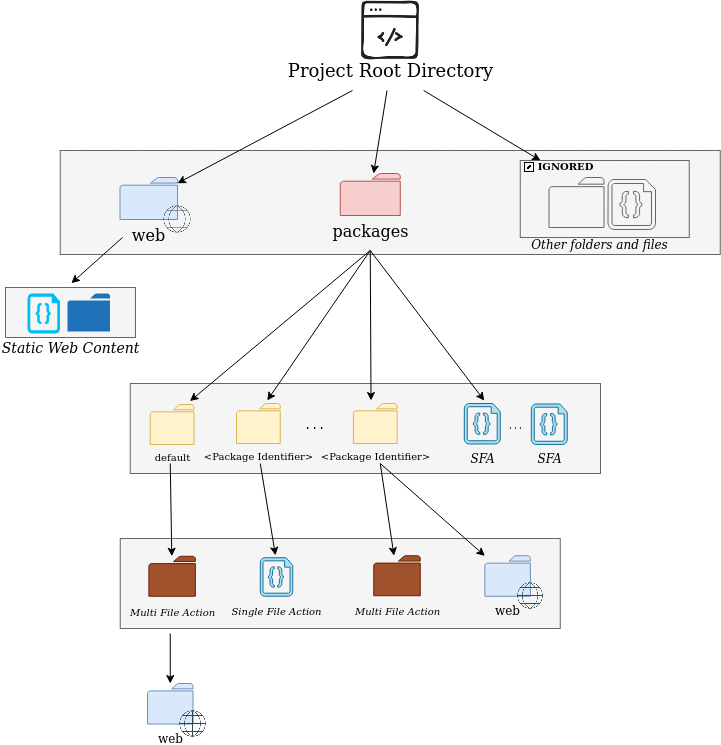 </>
Project Root Directory
IGNORED
{}
web
packages
Other folders and files
{}
Static Web Content
...
{} ... {}
default <Package Identifier> <Package Identifier> SFA SFA
{}
Multi File Action Single File Action Multi File Action web
web